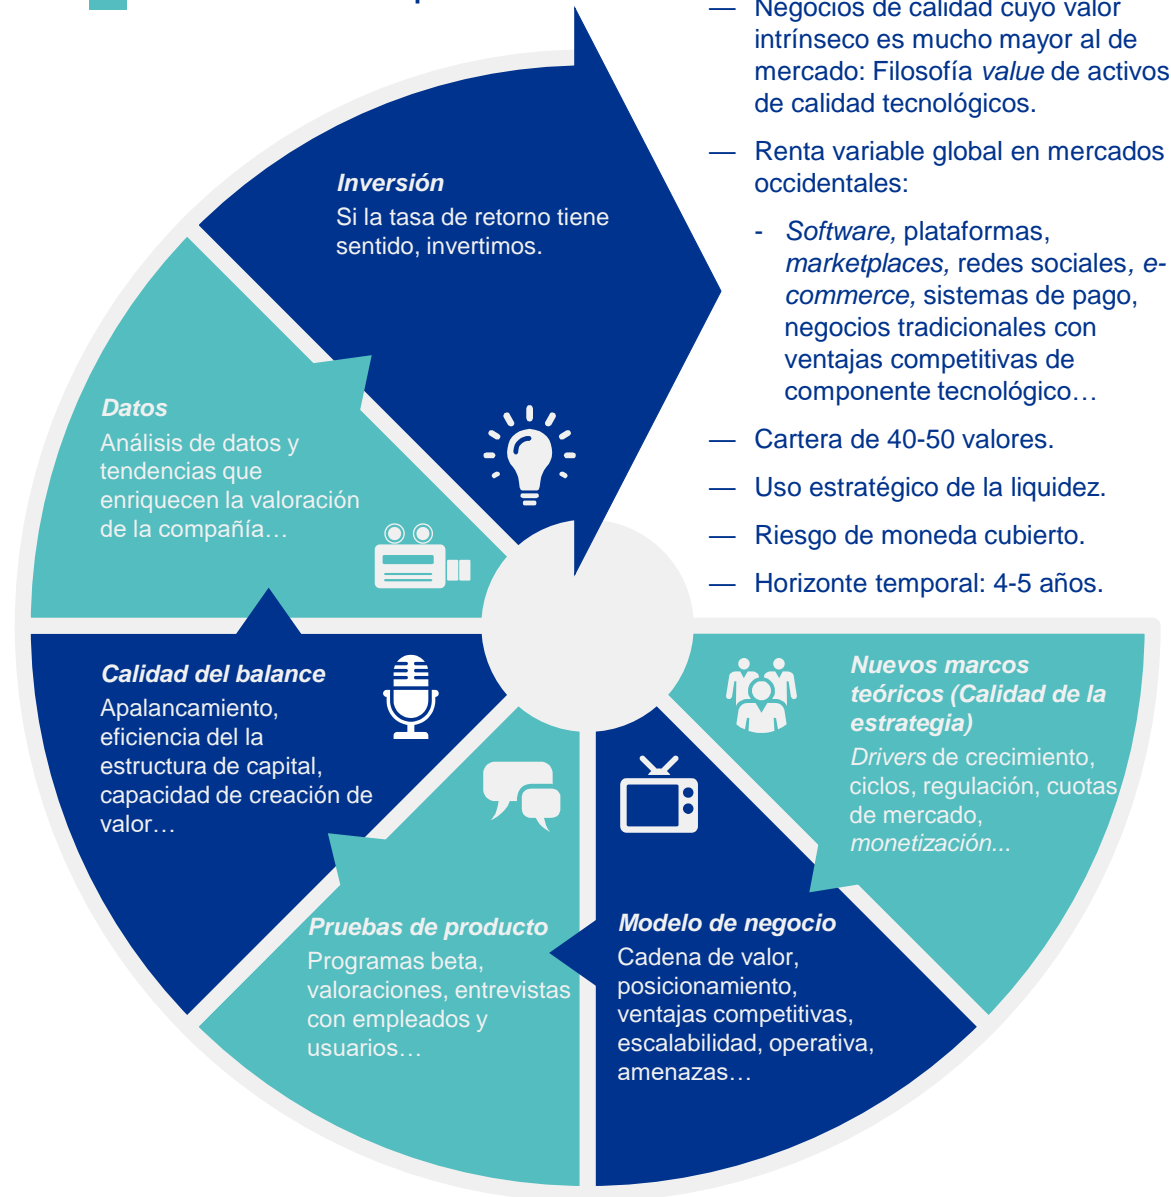 Negocios de calidad cuyo valor
intrínseco es mucho mayor al de
mercado: Filosofía value de activos
de calidad tecnológicos.
— Renta variable global en mercados
occidentales:
- Software, plataformas,
marketplaces, redes sociales, e-
commerce, sistemas de pago,
negocios tradicionales con
ventajas competitivas de
componente tecnológico…
— Cartera de 40-50 valores.
— Uso estratégico de la liquidez.
— Riesgo de moneda cubierto.
— Horizonte temporal: 4-5 años.
Inversión
Si la tasa de retorno tiene
sentido, invertimos.
Datos
Análisis de datos y
tendencias que
enriquecen la valoración
de la compañía…
Calidad del balance
Apalancamiento,
eficiencia del la
estructura de capital,
capacidad de creación de
valor…
Pruebas de producto
Programas beta,
valoraciones, entrevistas
con empleados y
usuarios…
Modelo de negocio
Cadena de valor,
posicionamiento,
ventajas competitivas,
escalabilidad, operativa,
amenazas…
Nuevos marcos
teóricos (Calidad de la
estrategia)
Drivers de crecimiento,
ciclos, regulación, cuotas
de mercado,
monetización...